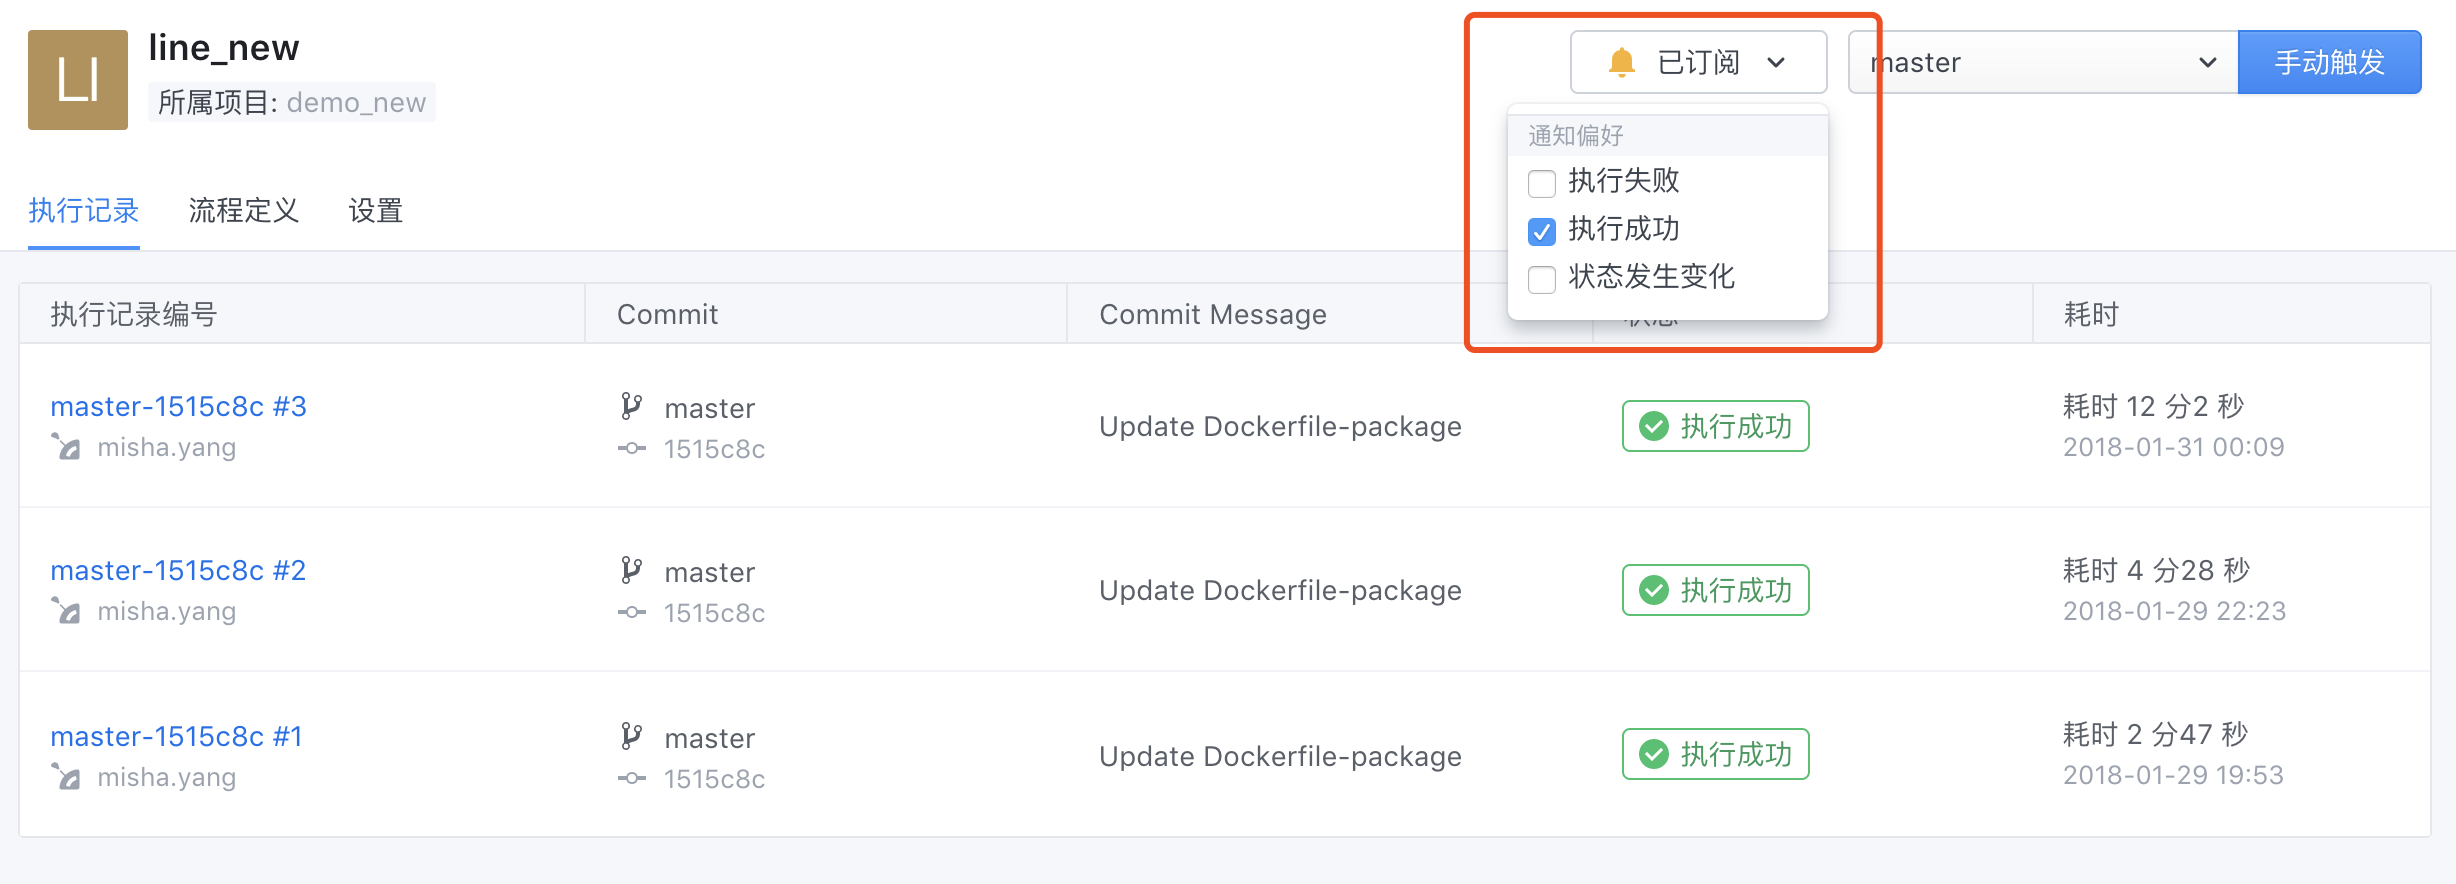 LI
line_new
所属项目: demo_new
已订阅
master
手动触发
通知偏好
执行失败
执行成功
状态发生变化
执行记录
流程定义
设置
执行记录编号
Commit
Commit Message
状态
耗时
master-1515c8c #3
misha.yang
master
1515c8c
Update Dockerfile-package
执行成功
耗时 12 分2 秒
2018-01-31 00:09
master-1515c8c #2
misha.yang
master
1515c8c
Update Dockerfile-package
执行成功
耗时 4 分28 秒
2018-01-29 22:23
master-1515c8c #1
misha.yang
master
1515c8c
Update Dockerfile-package
执行成功
耗时 2 分47 秒
2018-01-29 19:53